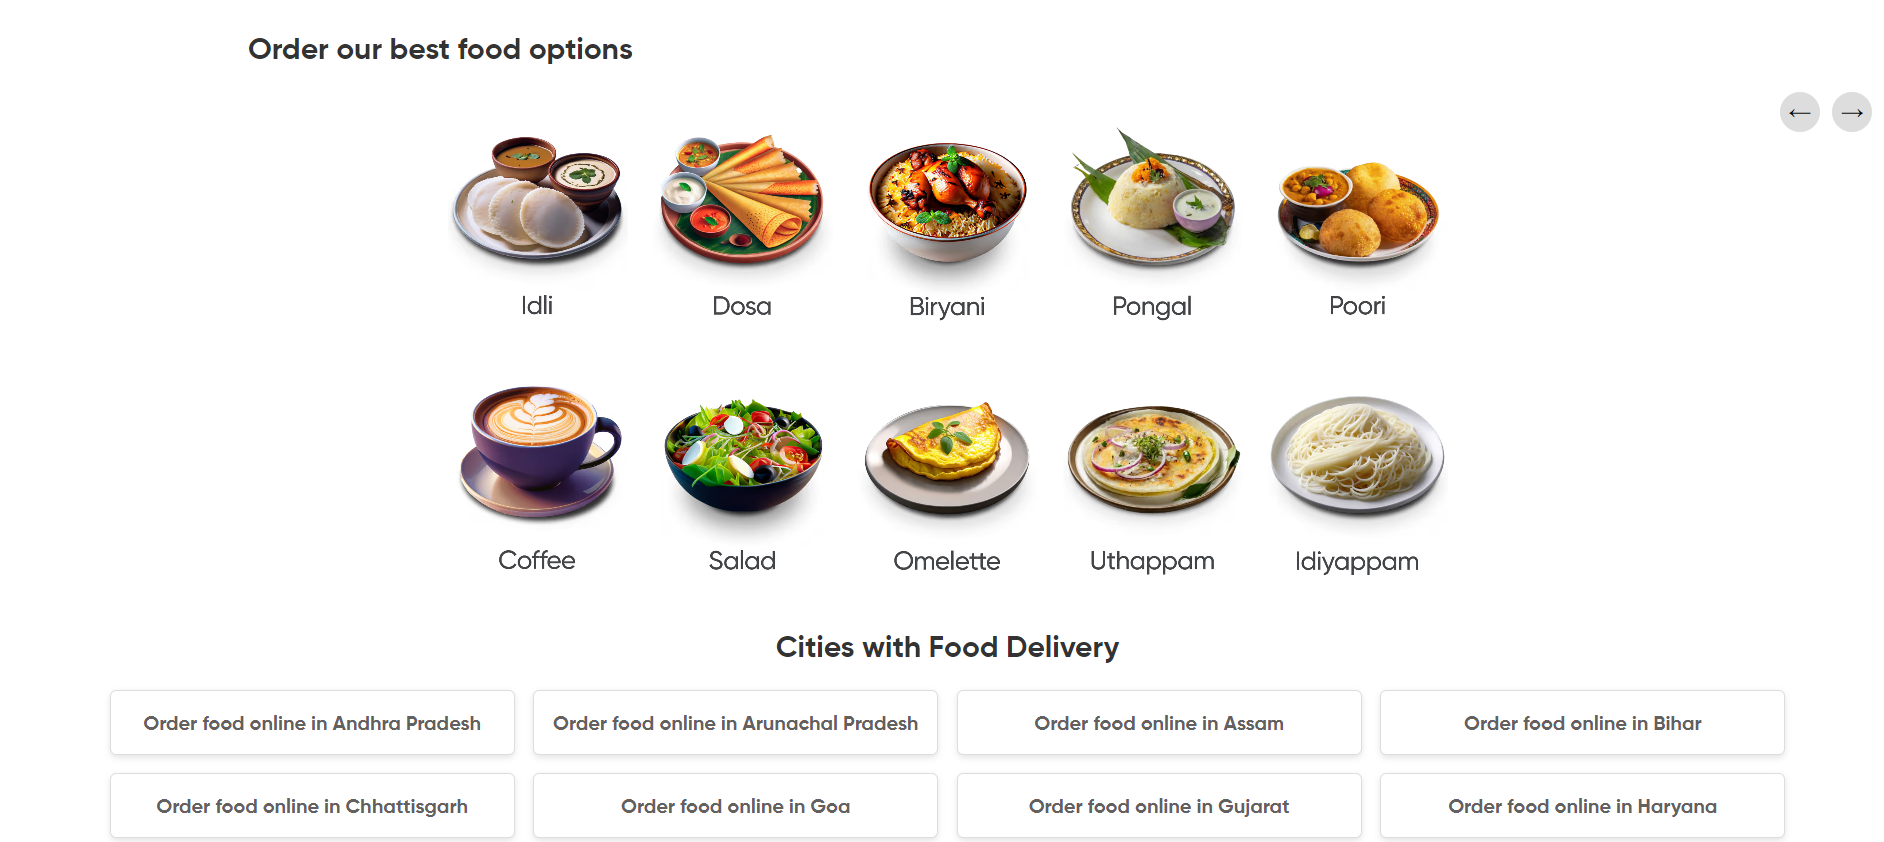 Order our best food options
← →
Idli
Dosa
Biryani
Pongal
Poori
Coffee
Salad
Omelette
Uthappam
Idiyappam
Cities with Food Delivery
Order food online in Andhra Pradesh
Order food online in Arunachal Pradesh
Order food online in Assam
Order food online in Bihar
Order food online in Chhattisgarh
Order food online in Goa
Order food online in Gujarat
Order food online in Haryana